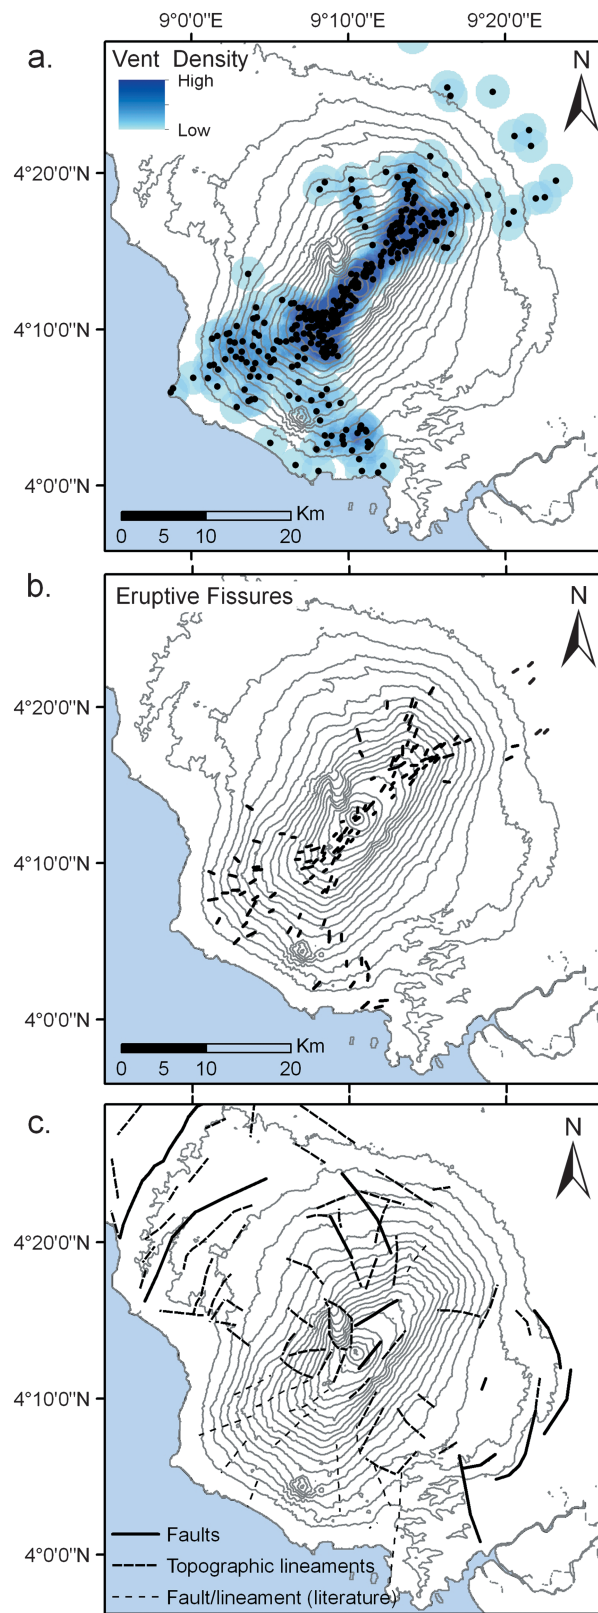 9°0'0"E 9°10'0"E 9°20'0"E
a.
Vent Density
High
Low
N
4°20'0"N
4°10'0"N
4°0'0"N
Km
0 5 10 20
b.
Eruptive Fissures
N
4°20'0"N
4°10'0"N
4°0'0"N
Km
0 5 10 20
c.
N
4°20'0"N
4°10'0"N
4°0'0"N
Faults
Topographic lineaments
Fault/lineament (literature)